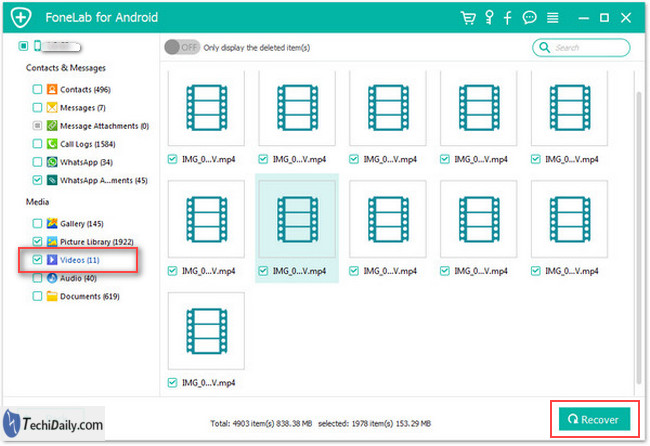 FoneLab for Android
Contacts & Messages
Contacts (496)
Messages (7)
Message Attachments (0)
Call Logs (1584)
WhatsApp (34)
WhatsApp A...ments (45)
Media
Gallery (145)
Picture Library (1922)
Videos (11)
Audio (40)
Documents (619)
OFF Only display the deleted item(s)
Search
IMG_0...V.mp4 IMG_0...V.mp4 IMG_0...V.mp4 IMG_0...V.mp4 IMG_0...V.mp4
IMG_0...V.mp4 IMG_0...V.mp4 IMG_0...V.mp4 IMG_0...V.mp4 IMG_0...V.mp4
IMG_0...V.mp4
TechiDaily.com
Total: 4903 item(s) 838.38 MB selected: 1978 item(s) 153.29 MB
Recover